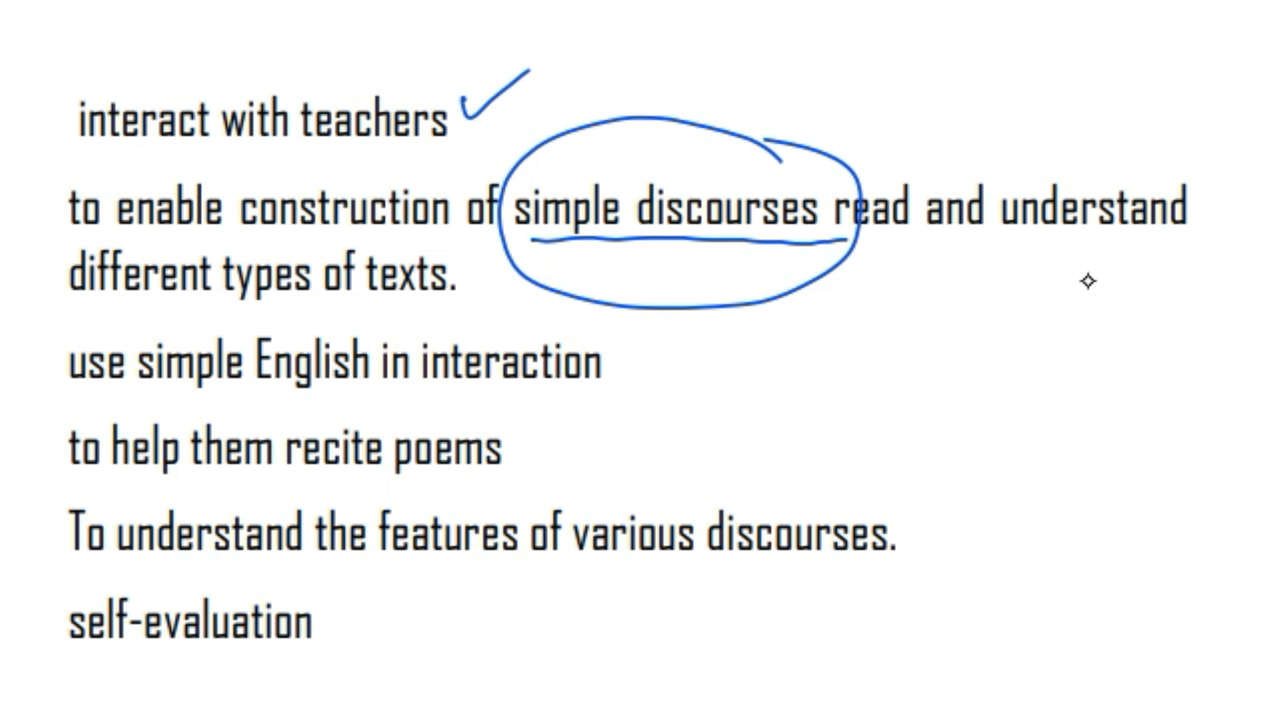 interact with teachers
to enable construction of simple discourses read and understand
different types of texts.
use simple English in interaction
to help them recite poems
To understand the features of various discourses.
self-evaluation